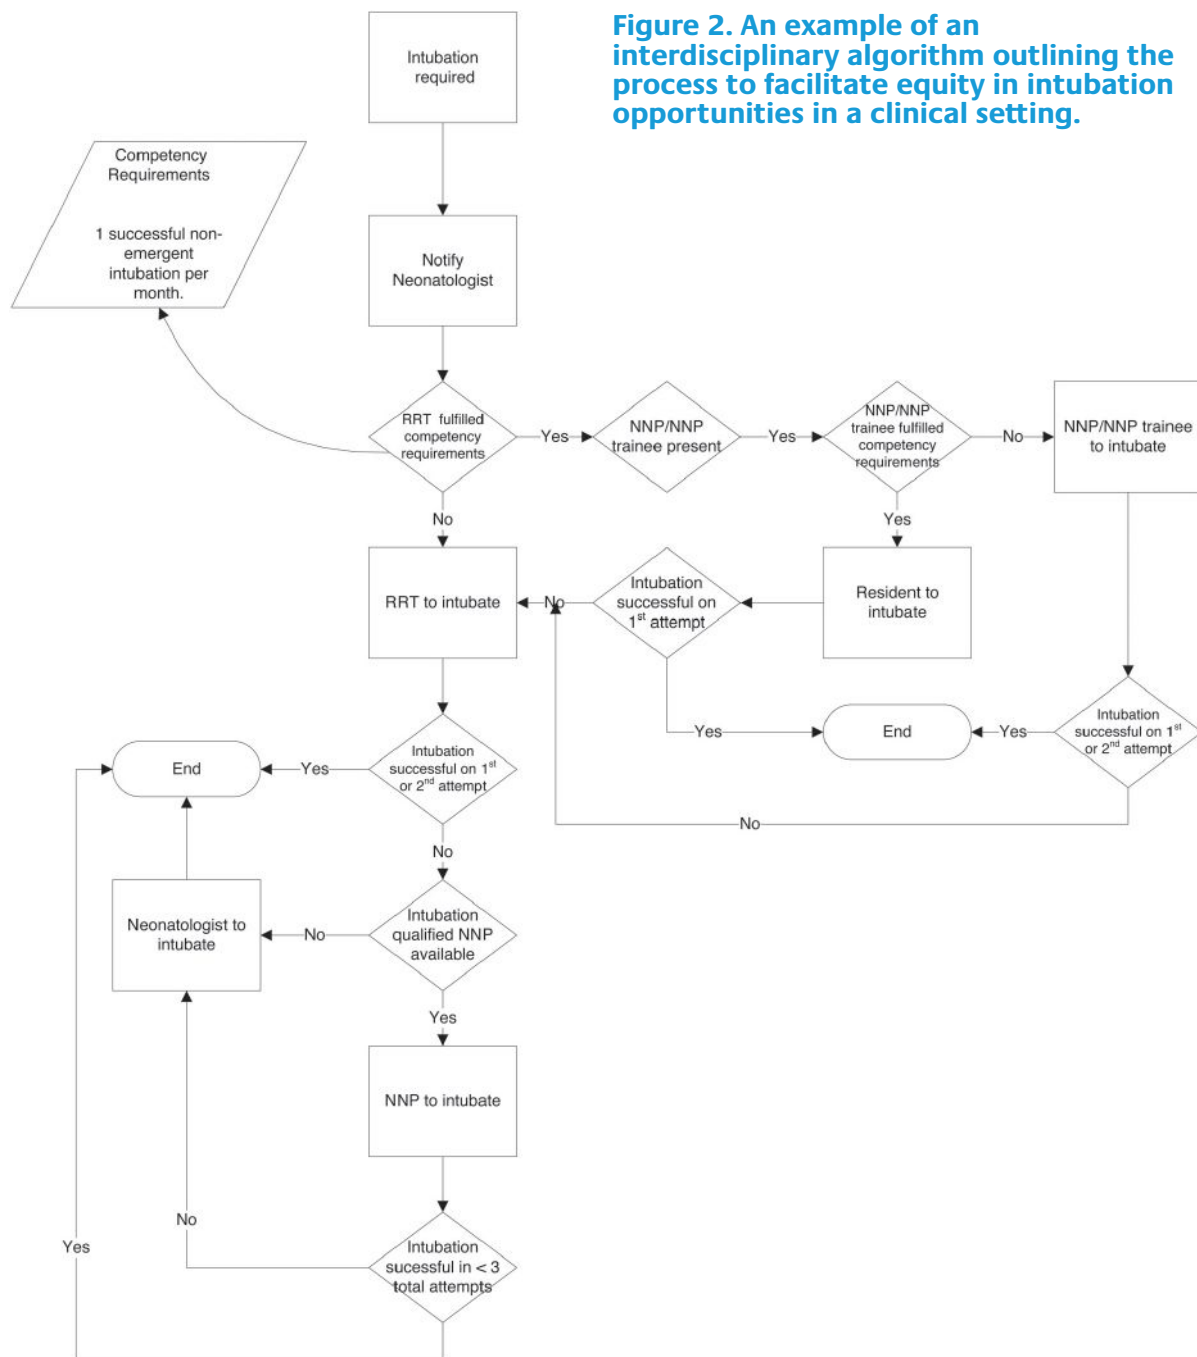 Figure 2. An example of an
interdisciplinary algorithm outlining the
process to facilitate equity in intubation
opportunities in a clinical setting.
Intubation
required
Competency
Requirements
1 successful non-
emergent
intubation per
month.
Notify
Neonatologist
RRT fulfilled
competency
requirements
Yes
NNP/NNP
trainee present
Yes
NNP/NNP
trainee fulfilled
competency
requirements
No
NNP/NNP trainee
to intubate
No
Yes
RRT to intubate
No
Intubation
successful on
1st attempt
Resident to
intubate
Yes
End
Yes
Intubation
successful on 1st
or 2nd attempt
End
Yes
Intubation
successful on 1st
or 2nd attempt
No
No
Neonatologist to
intubate
No
Intubation
qualified NNP
available
Yes
NNP to intubate
No
Yes
Intubation
sucessful in < 3
total attempts